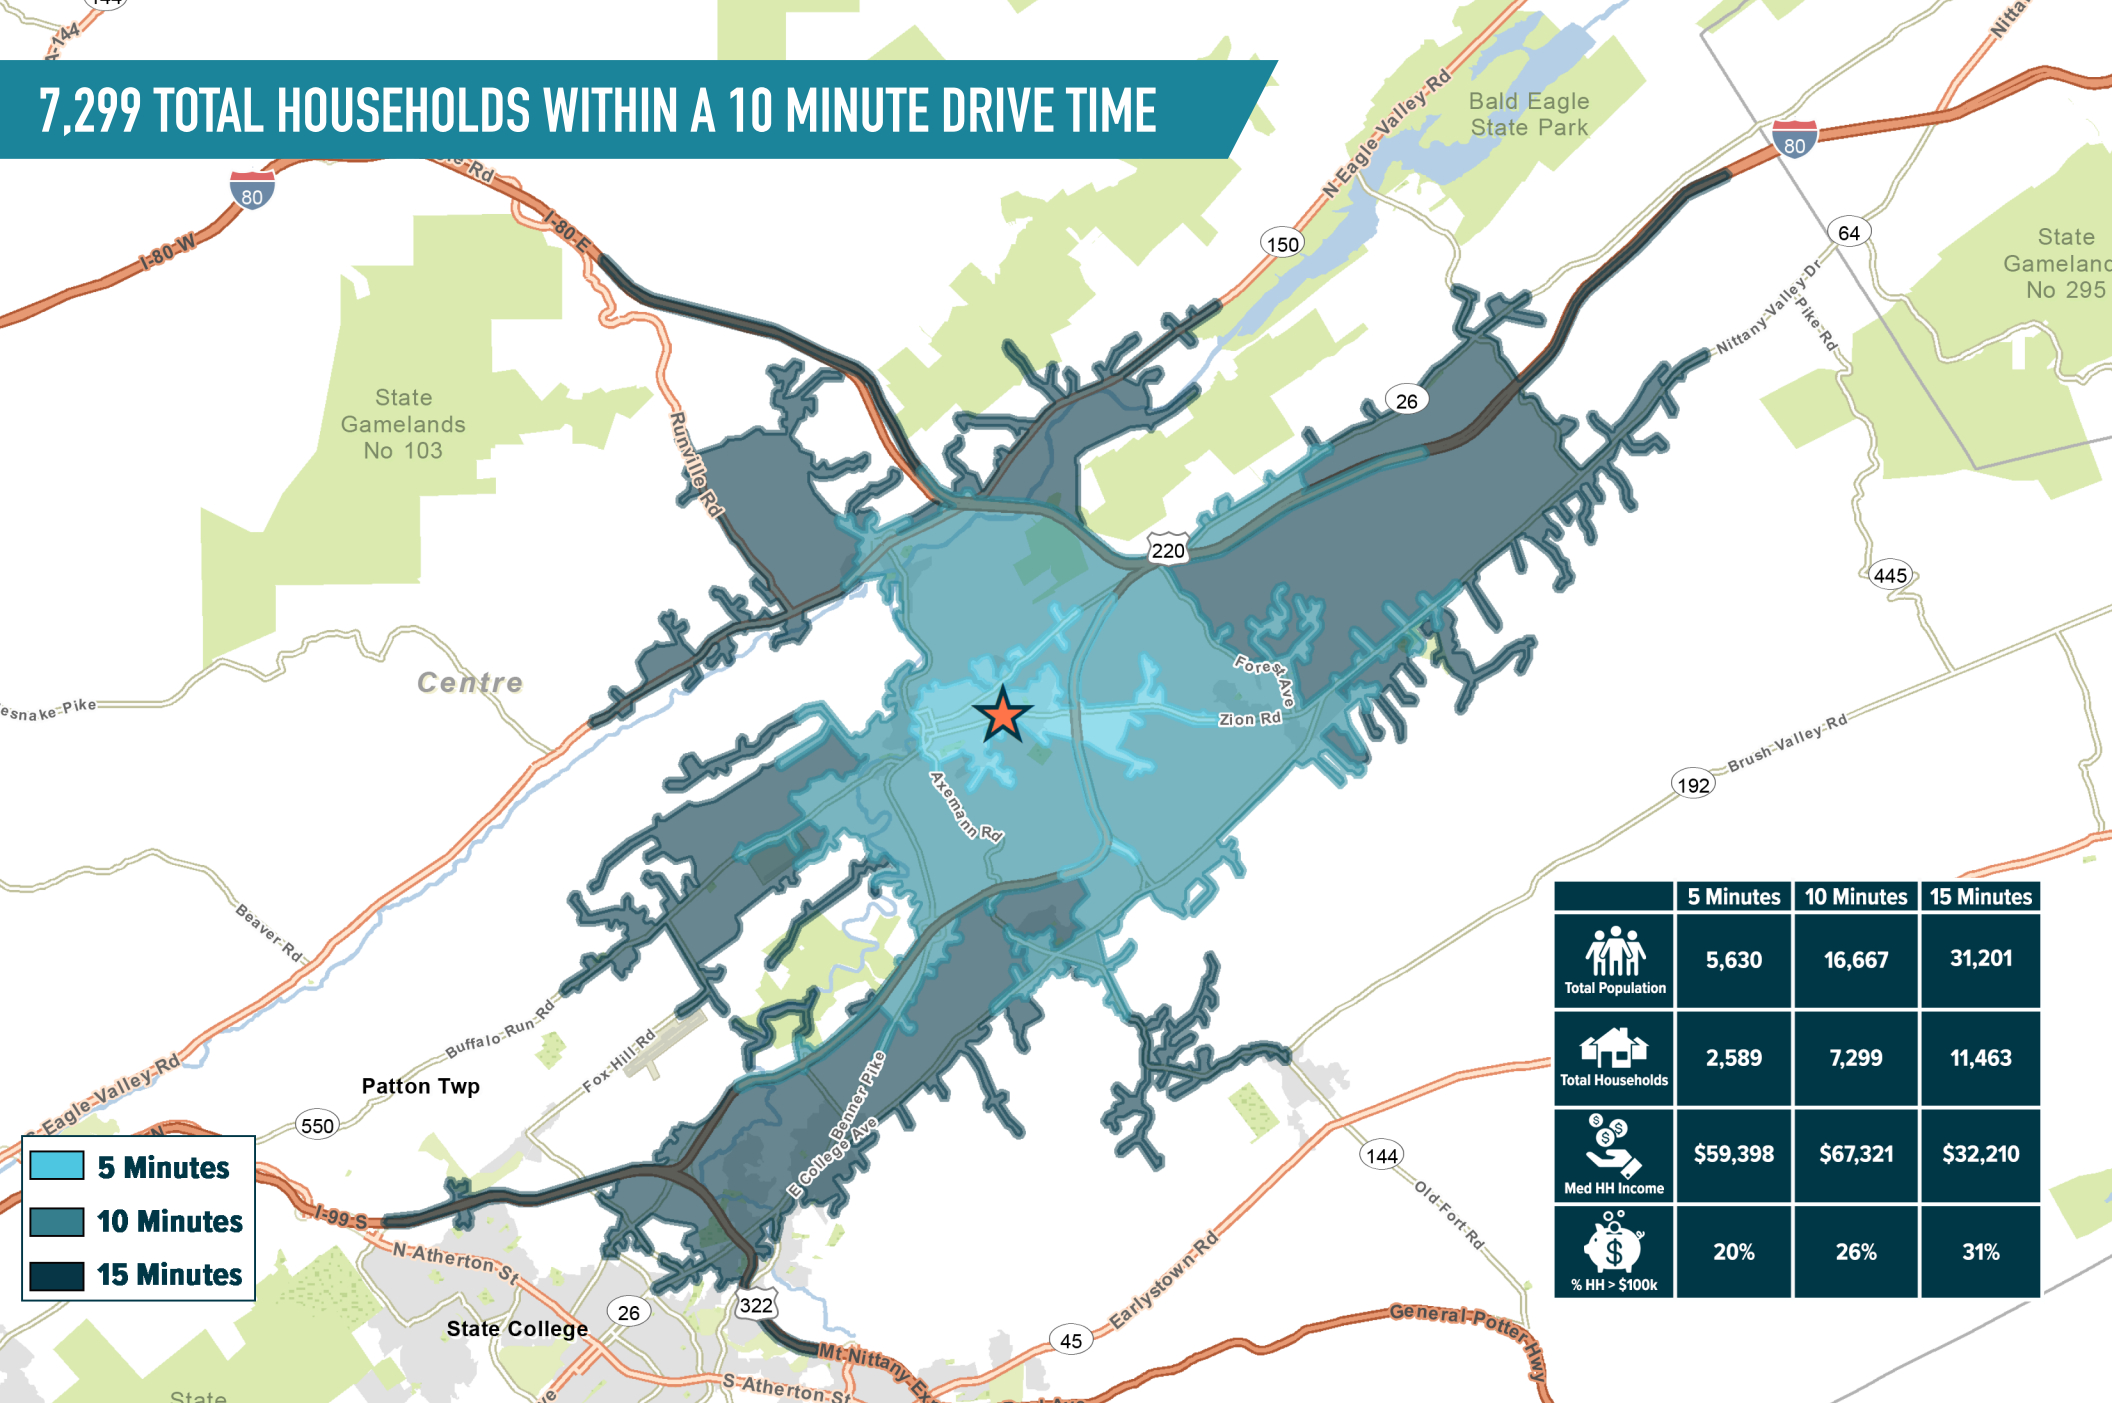 144
A-144
7,299 TOTAL HOUSEHOLDS WITHIN A 10 MINUTE DRIVE TIME
N Eagle Valley Rd
Bald Eagle
State Park
80
80
I-80 W
I-80 E
Rd
150
64
State
Gamelands
No 295
Nittany Valley Dr
Pike Rd
State
Gamelands
No 103
26
Runville Rd
220
445
Centre
esnake Pike
Forest Ave
Zion Rd
Axemann Rd
Brush Valley Rd
192
Beaver Rd
Buffalo Run Rd
Fox Hill Rd
Patton Twp
S Eagle Valley Rd
550
Benner Pike
E College Ave
144
Old Fort Rd
I-99 S
N Atherton St
26
State College
322
Mt Nittany Ex
S Atherton St
45
Earlystown Rd
General Potter Hwy
State
5 Minutes
10 Minutes
15 Minutes
5 Minutes 10 Minutes 15 Minutes
Total Population 5,630 16,667 31,201
Total Households 2,589 7,299 11,463
Med HH Income $59,398 $67,321 $32,210
% HH > $100k 20% 26% 31%